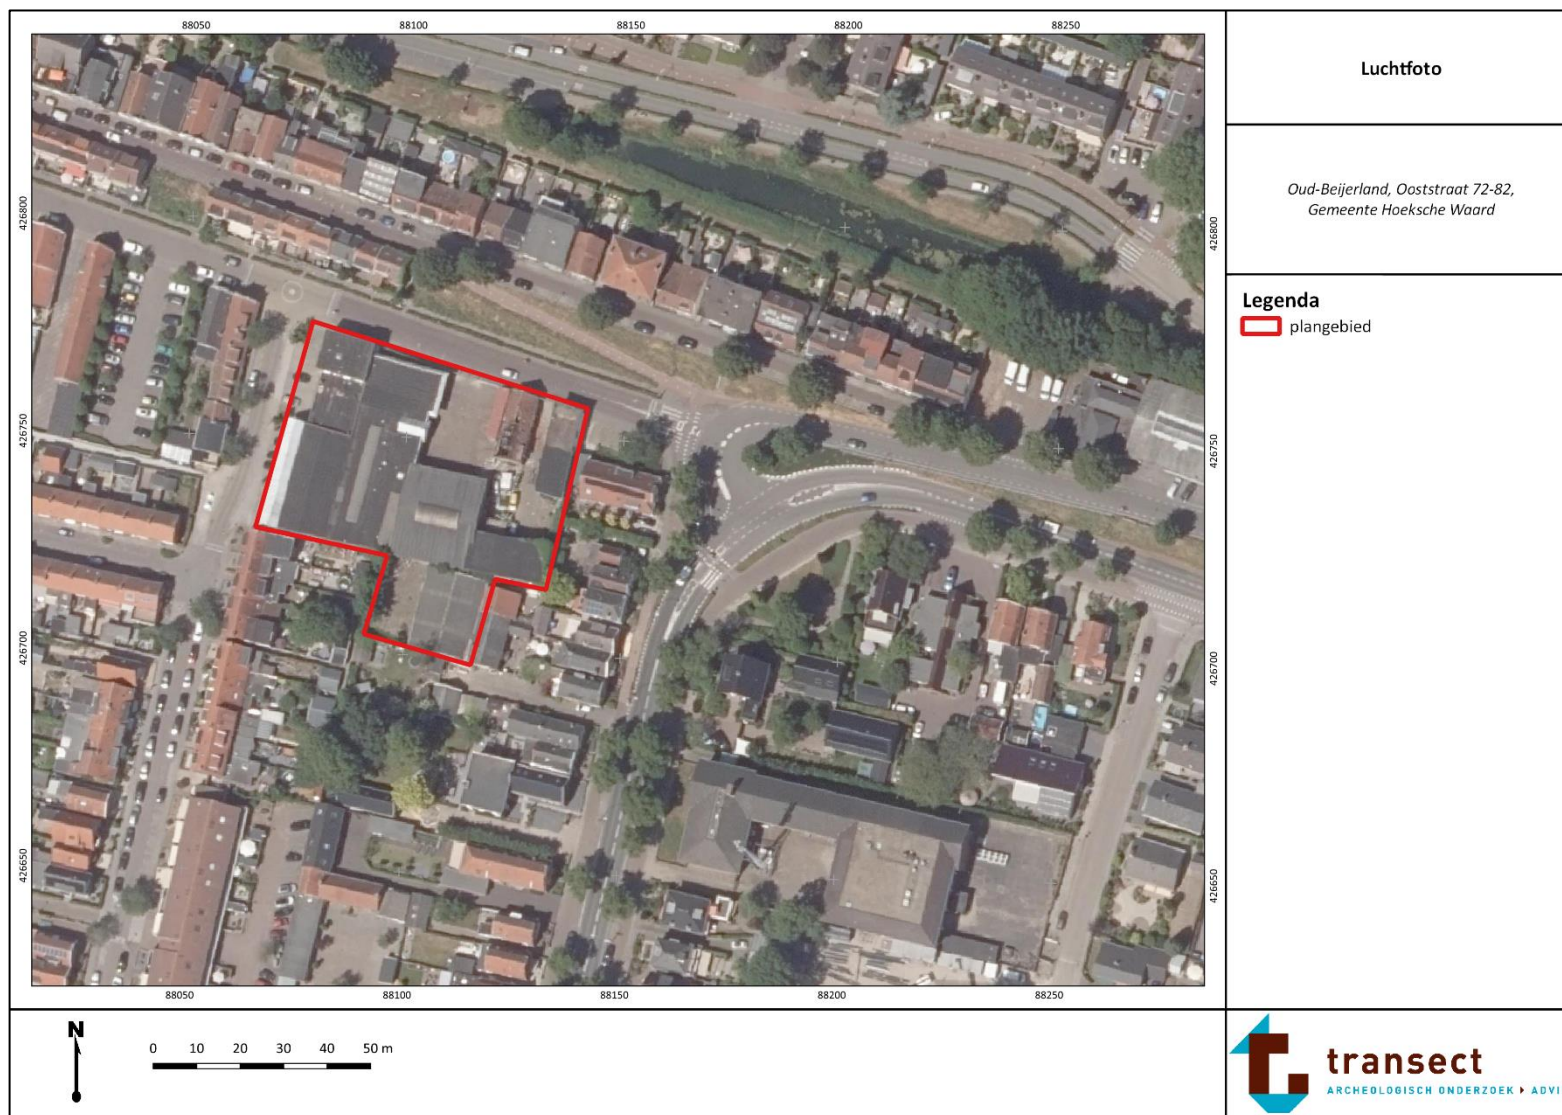 88050 88100 88150 88200 88250
Luchtfoto
Oud-Beijerland, Ooststraat 72-82,
Gemeente Hoeksche Waard
Legenda
plangebied
426800 426800
426750 426750
426700 426700
426650 426650
88050 88100 88150 88200 88250
N
0 10 20 30 40 50 m
transect
ARCHEOLOGISCH ONDERZOEK ADVI